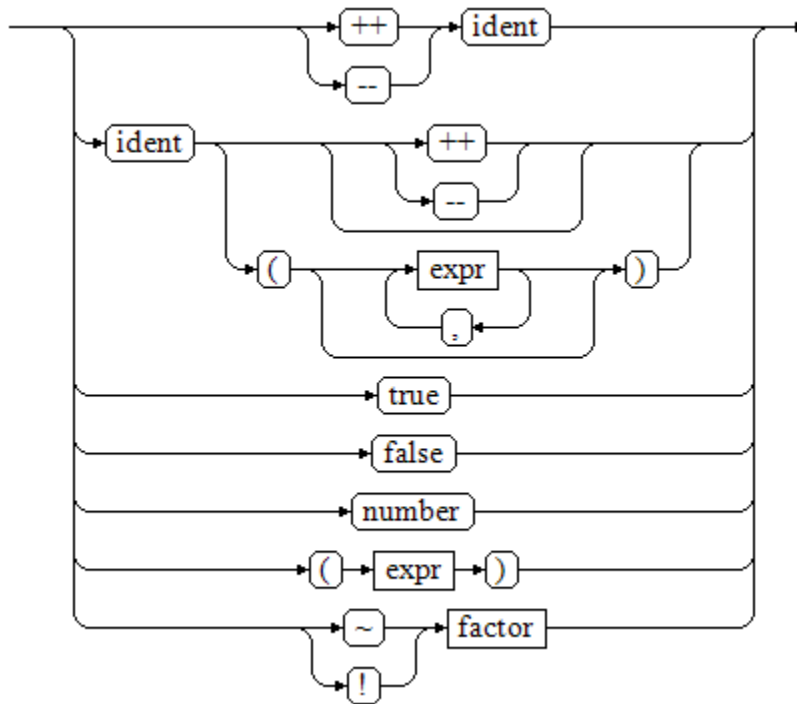 ++ ident
--
ident ++
--
( expr )
,
true
false
number
( expr )
~ factor
!